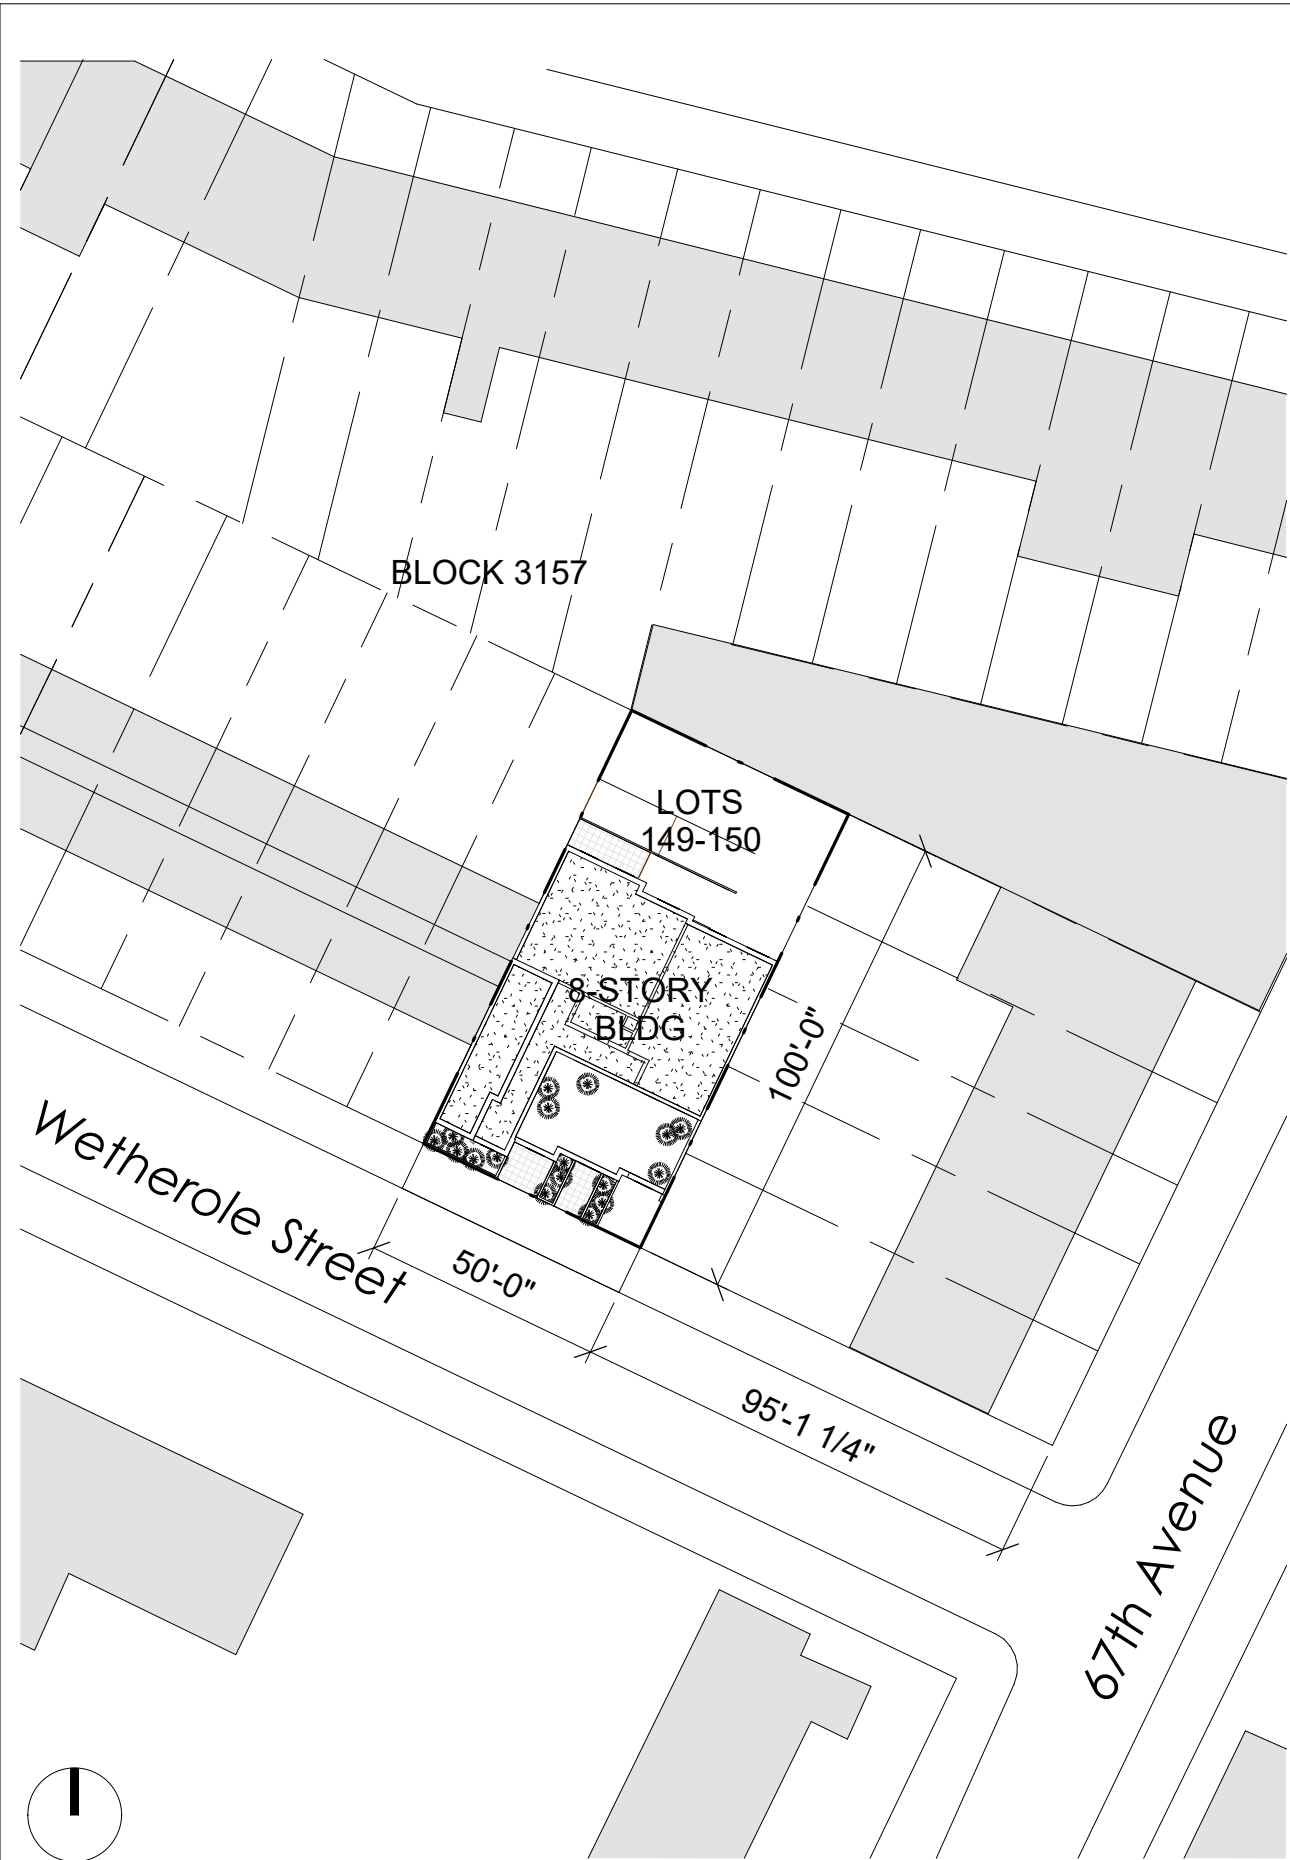 BLOCK 3157
LOTS
149-150
8-STORY
BLDG
100'-0"
Wetherole Street
50'-0"
95'-1 1/4"
67th Avenue